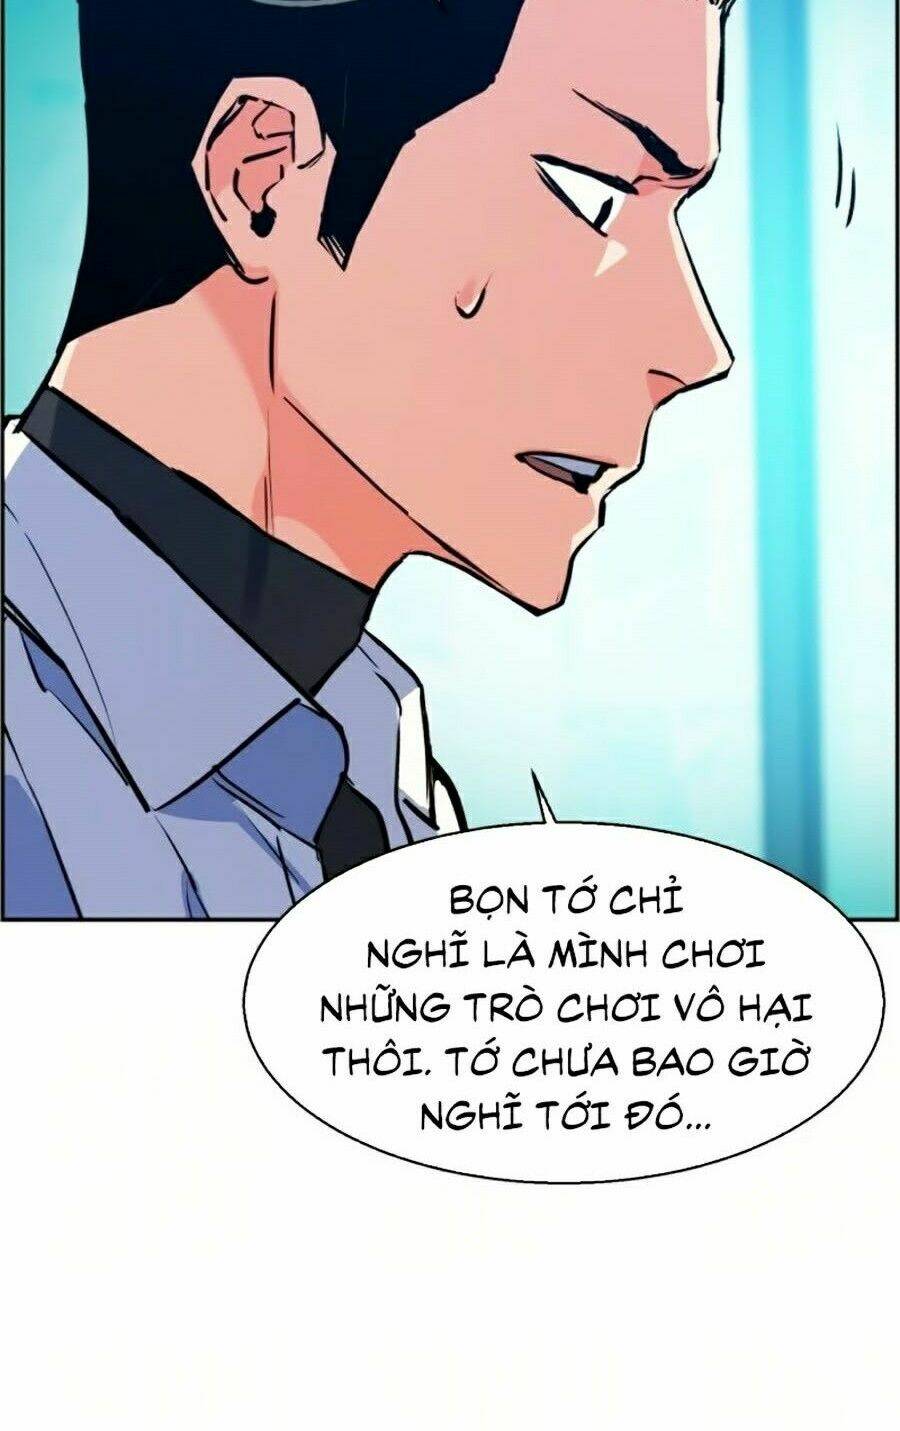 BỌN TỚ CHỈ
NGHĨ LÀ MÌNH CHƠI
NHỮNG TRÒ CHƠI VÔ HẠI
THÔI. TỚ CHƯA BAO GIỜ
NGHĨ TỚI ĐÓ...